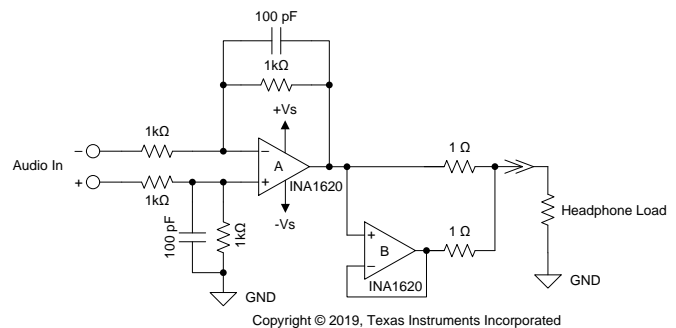 100 pF
1kΩ
+Vs
1kΩ
−
−
A
1 Ω
Audio In
+
+
INA1620
1kΩ
100 pF
1kΩ
-Vs
+
B
−
1 Ω
Headphone Load
GND
INA1620
GND
Copyright © 2019, Texas Instruments Incorporated